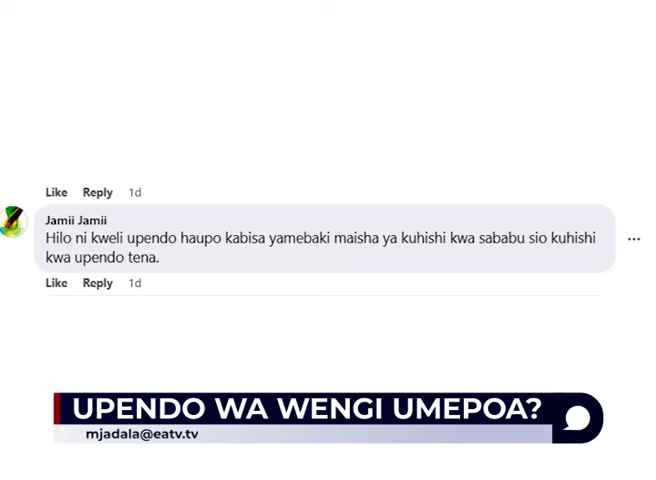 Like Reply 1d
Jamii Jamii
Hilo ni kweli upendo haupo kabisa yamebaki maisha ya kuhishi kwa sababu sio kuhishi
kwa upendo tena.
Like Reply 1d
UPENDO WA WENGI UMEPOA?
mjadala@eatv.tv